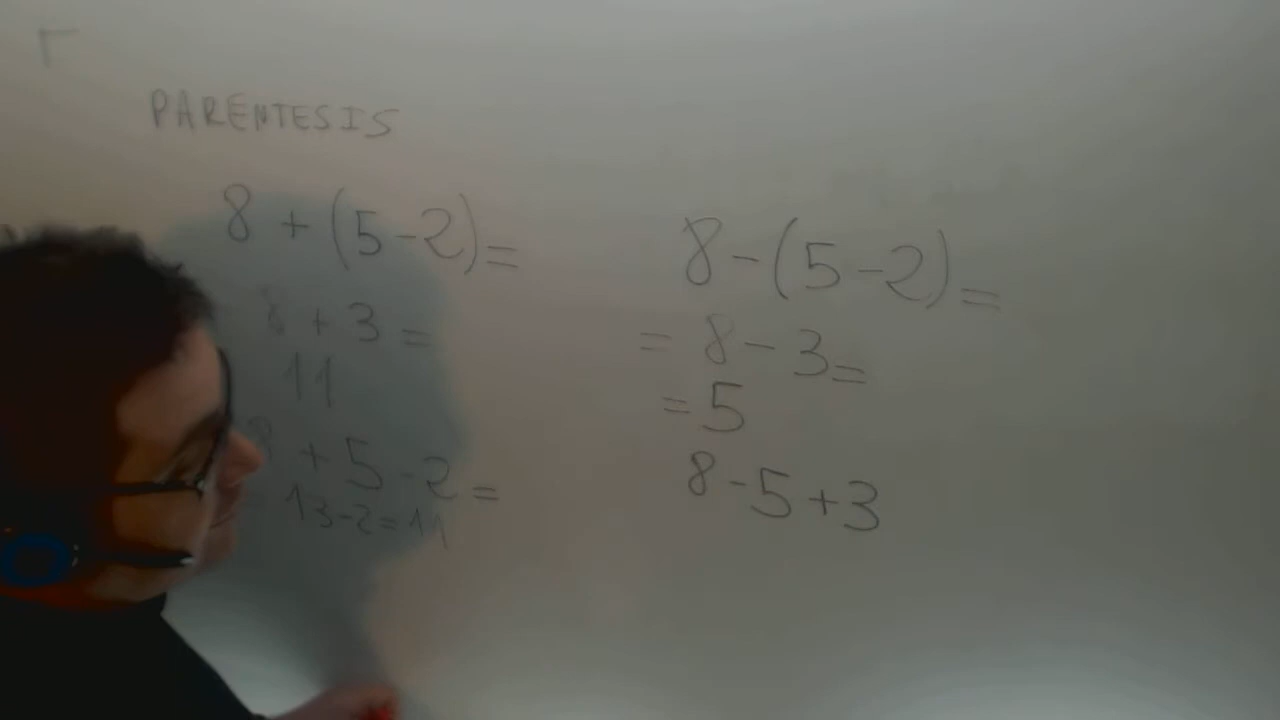 PARENTESIS
8 + (5-2) =
8 + 3 =
11
8 + 5 - 2 =
13-2=11
8 - (5-2) =
= 8 - 3 =
= 5
8 - 5 + 3